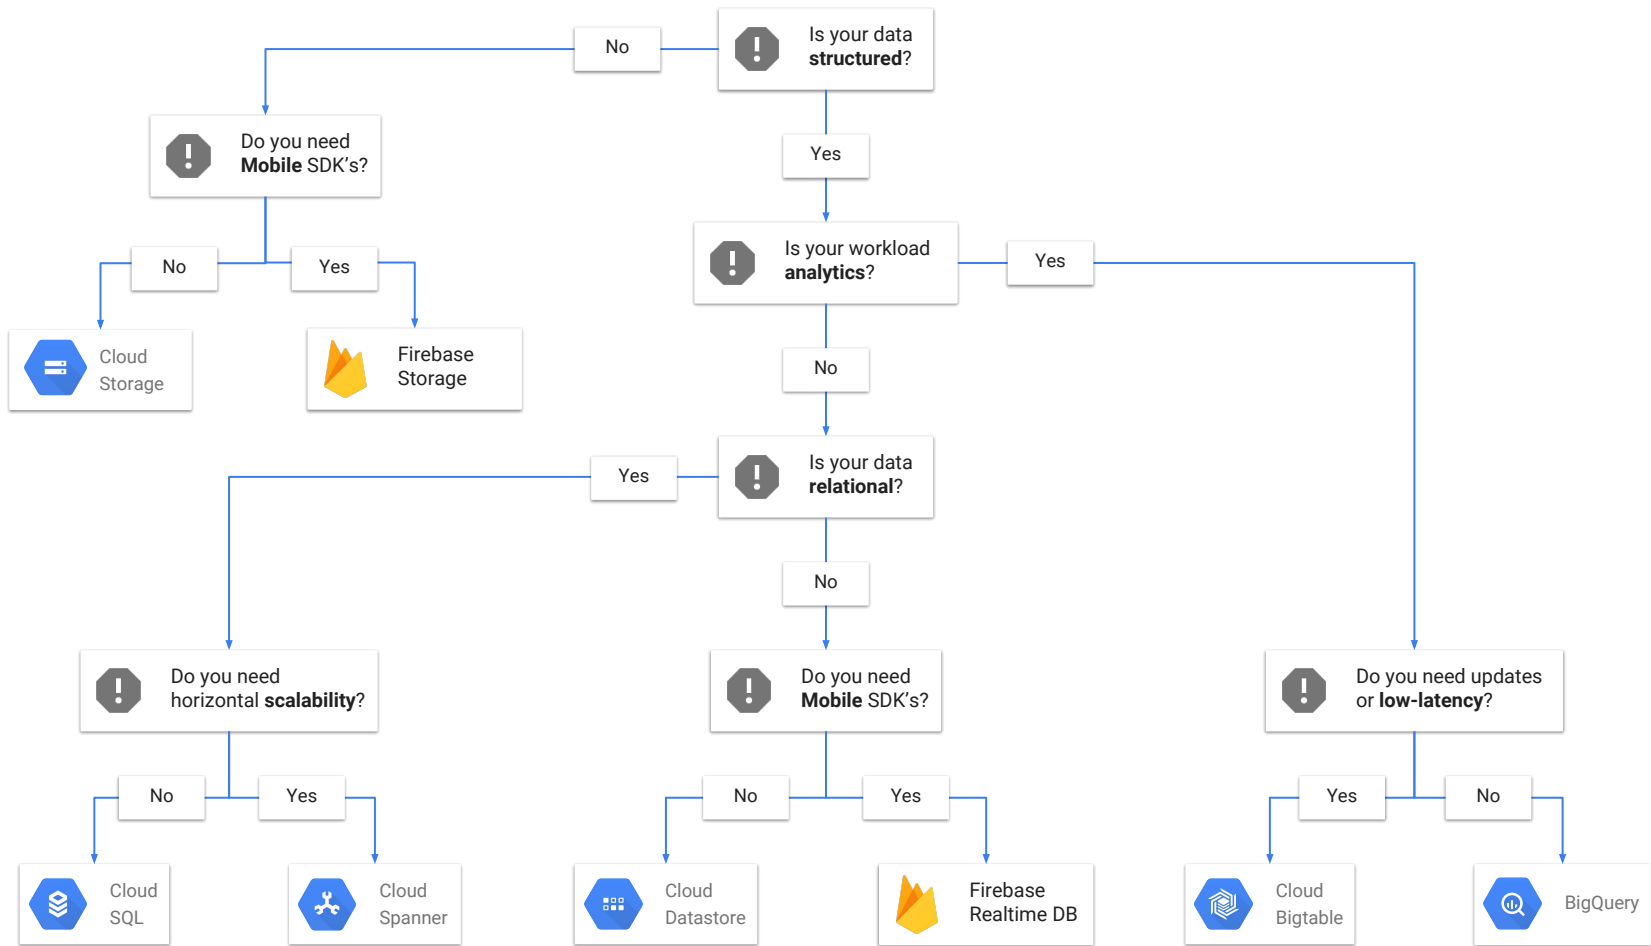 Is your data
structured?
No
Do you need
Mobile SDK's?
Yes
Is your workload
analytics?
Yes
No
Yes
Cloud
Storage
Firebase
Storage
No
Is your data
relational?
Yes
No
Do you need
horizontal scalability?
Do you need
Mobile SDK's?
Do you need updates
or low-latency?
No
Yes
No
Yes
Yes
No
Cloud
SQL
Cloud
Spanner
Cloud
Datastore
Firebase
Realtime DB
Cloud
Bigtable
BigQuery